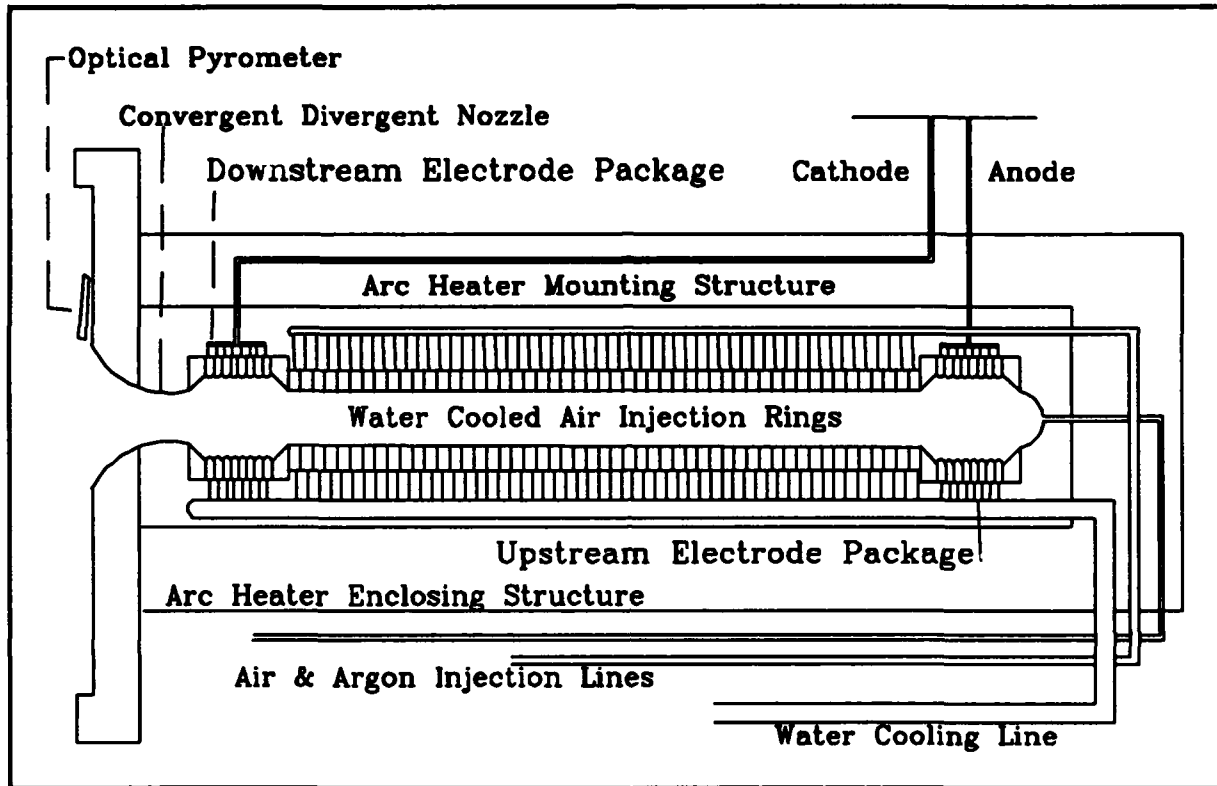 Optical Pyrometer
Convergent Divergent Nozzle
Downstream Electrode Package
Cathode
Anode
Arc Heater Mounting Structure
Water Cooled Air Injection Rings
Upstream Electrode Package
Arc Heater Enclosing Structure
Air & Argon Injection Lines
Water Cooling Line